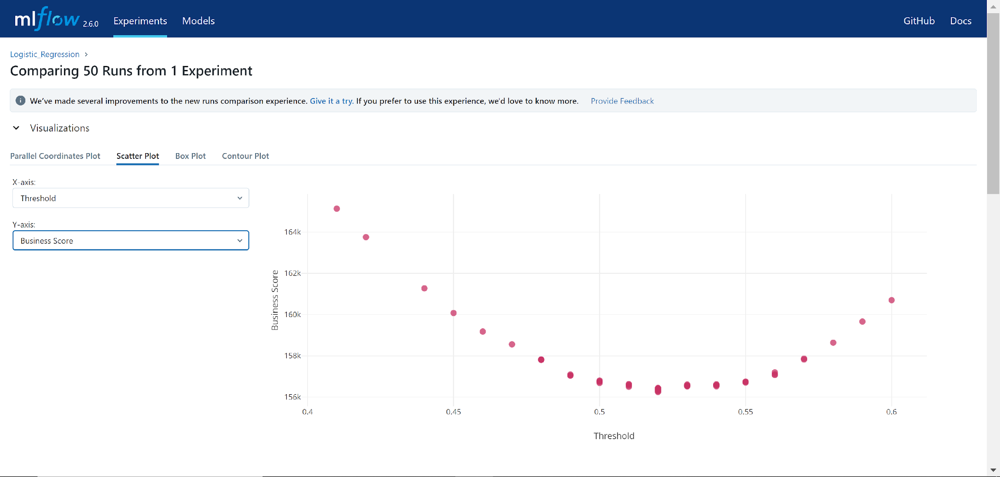 mlflow 2.6.0 Experiments Models GitHub Docs
Logistic_Regression
Comparing 50 Runs from 1 Experiment
We've made several improvements to the new runs comparison experience. Give it a try. If you prefer to use this experience, we'd love to know more. Provide Feedback
Visualizations
Parallel Coordinates Plot Scatter Plot Box Plot Contour Plot
X-axis:
Threshold
Y-axis:
Business Score
Business Score
164k
162k
160k
158k
156k
0.4 0.45 0.5 0.55 0.6
Threshold